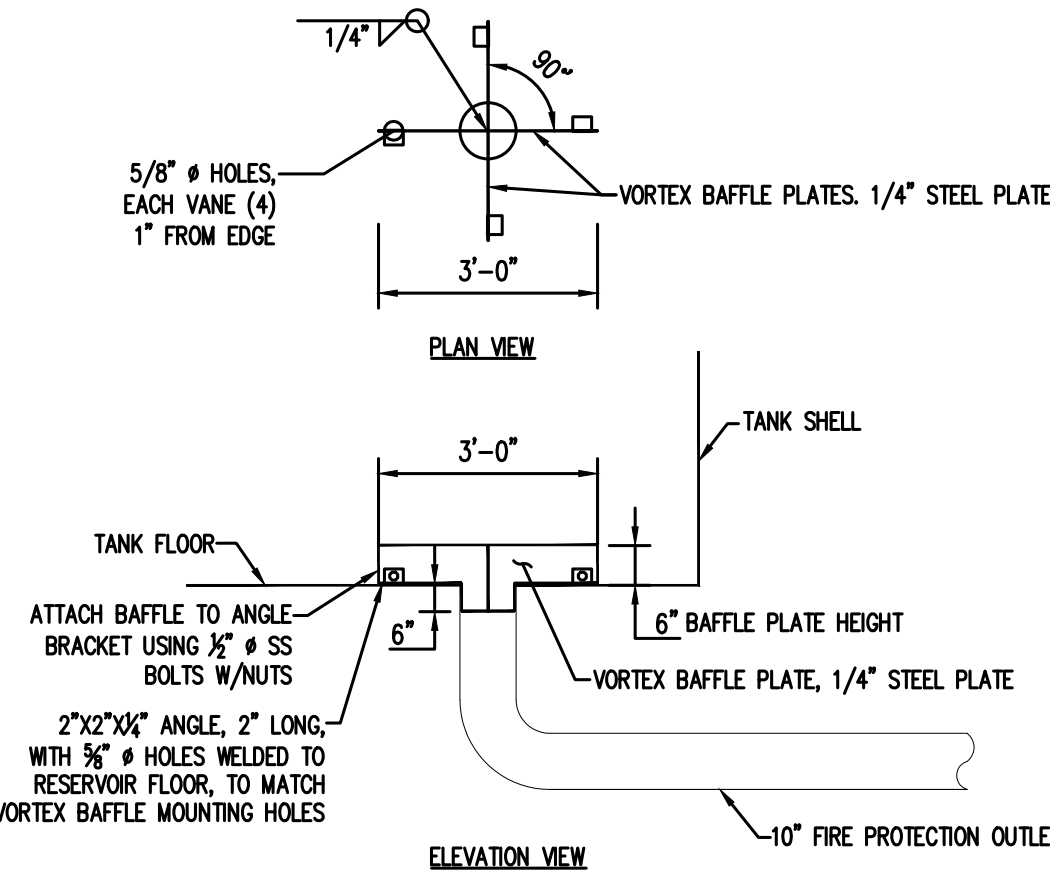 1/4"
90°
5/8" ø HOLES,
EACH VANE (4)
1" FROM EDGE
VORTEX BAFFLE PLATES. 1/4" STEEL PLATE
3'-0"
PLAN VIEW
TANK SHELL
3'-0"
TANK FLOOR
ATTACH BAFFLE TO ANGLE
BRACKET USING ½" ø SS
BOLTS W/NUTS
6"
6" BAFFLE PLATE HEIGHT
VORTEX BAFFLE PLATE, 1/4" STEEL PLATE
2"X2"X¼" ANGLE, 2" LONG,
WITH ⅝" ø HOLES WELDED TO
RESERVOIR FLOOR, TO MATCH
VORTEX BAFFLE MOUNTING HOLES
10" FIRE PROTECTION OUTLE
ELEVATION VIEW